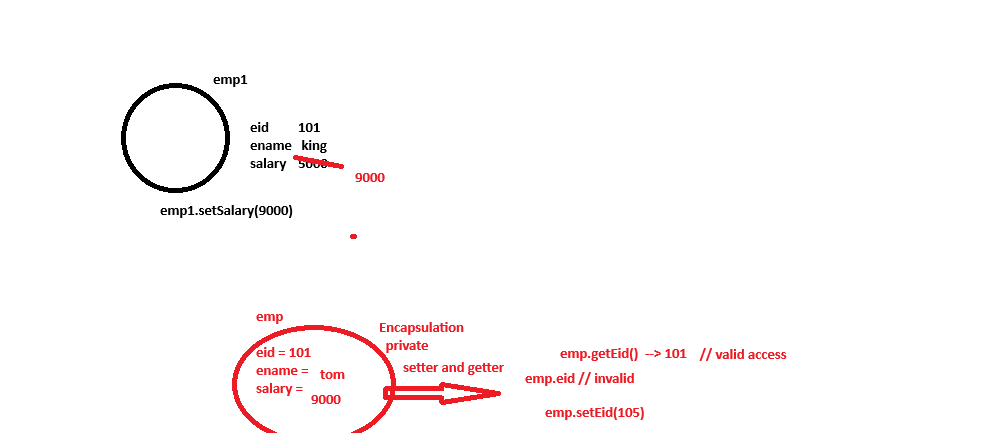 emp1
eid 101
ename king
salary 5000
9000
emp1.setSalary(9000)
emp
Encapsulation
private
eid = 101
ename = tom
salary = 9000
setter and getter
emp.getEid() --> 101 // valid access
emp.eid // invalid
emp.setEid(105)